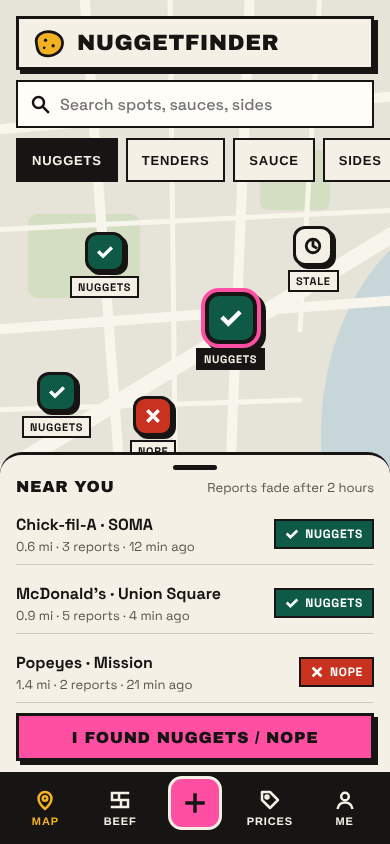 NUGGETFINDER
Search spots, sauces, sides
NUGGETS TENDERS SAUCE SIDES
NUGGETS
STALE
NUGGETS
NUGGETS
NOPE
NEAR YOU Reports fade after 2 hours
Chick-fil-A · SOMA
0.6 mi · 3 reports · 12 min ago
NUGGETS
McDonald's · Union Square
0.9 mi · 5 reports · 4 min ago
NUGGETS
Popeyes · Mission
1.4 mi · 2 reports · 21 min ago
NOPE
I FOUND NUGGETS / NOPE
MAP BEEF PRICES ME